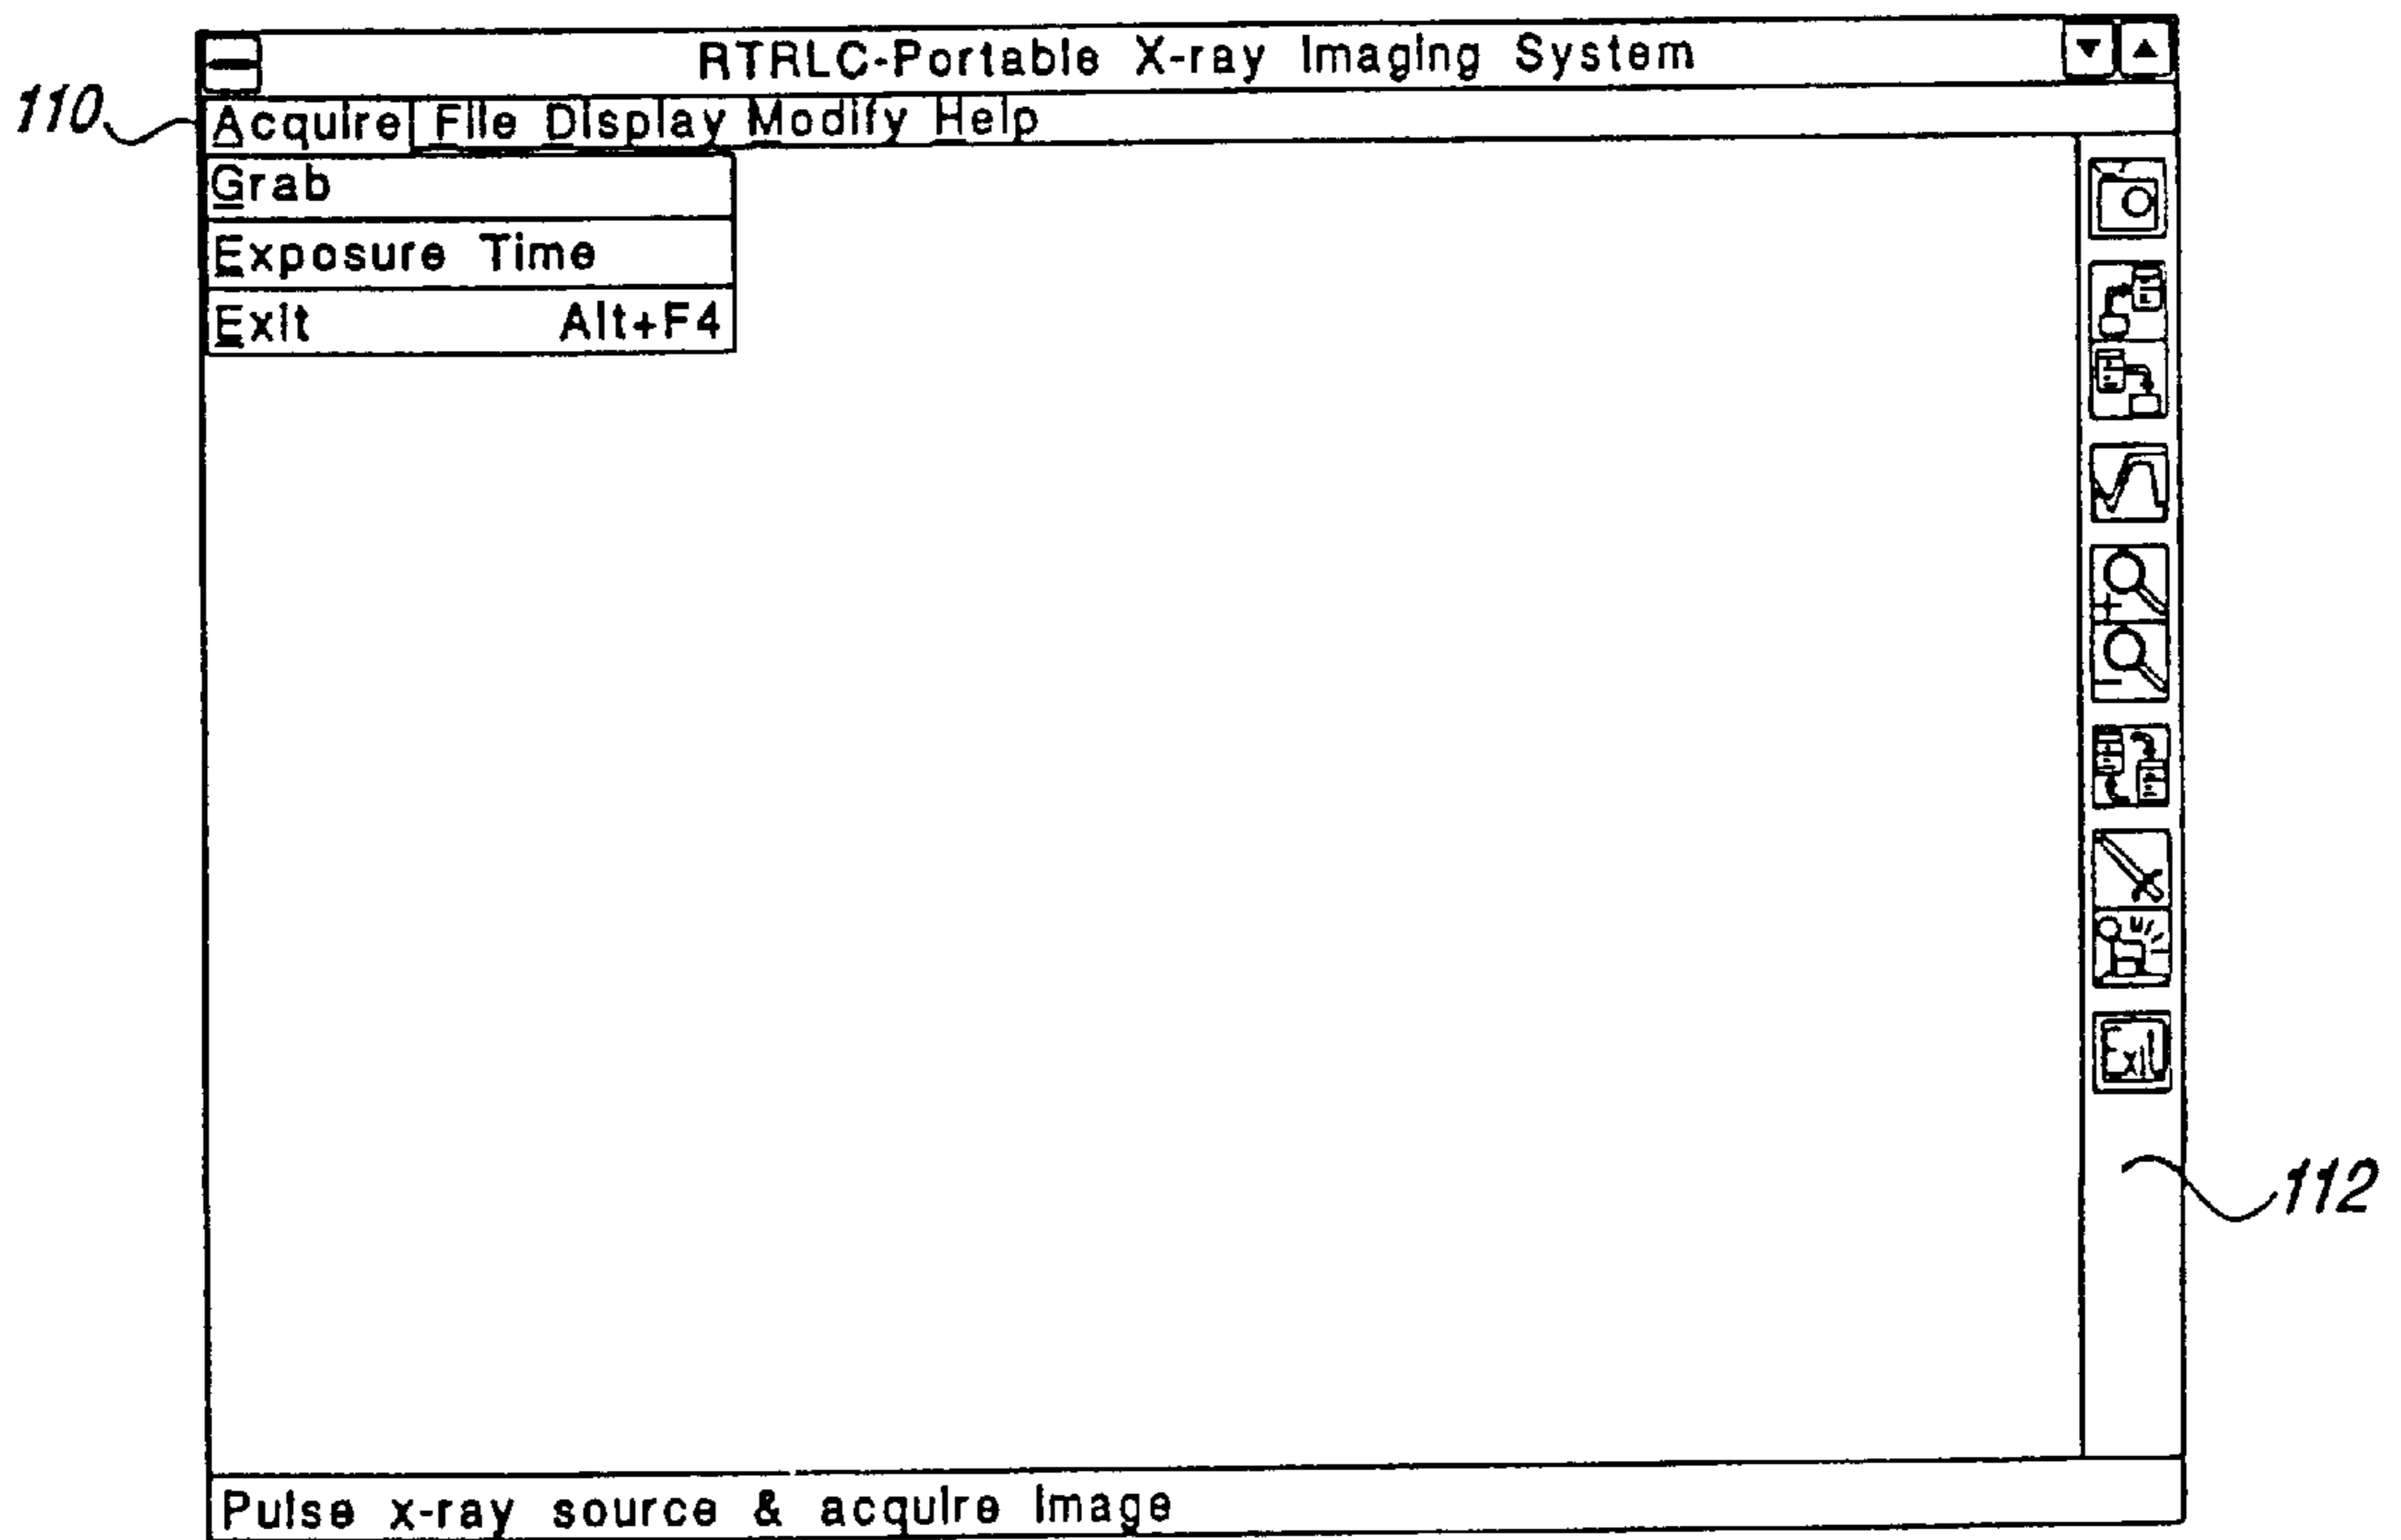 RTRLC-Portable X-ray Imaging System
110
Acquire File Display Modify Help
Grab
Exposure Time
Exit Alt+F4
112
Pulse x-ray source & acquire Image